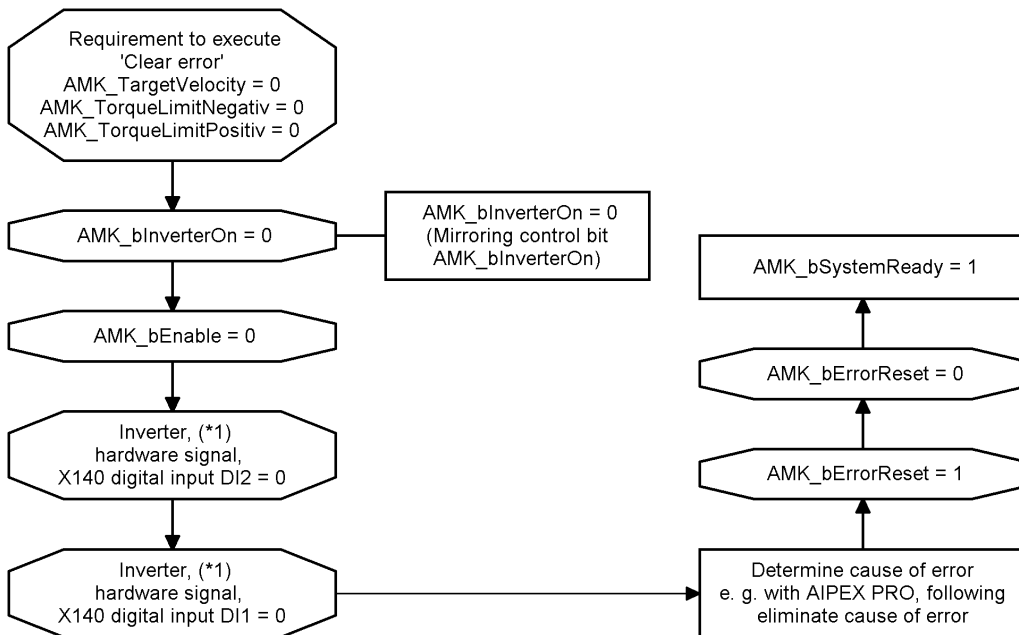 Requirement to execute
'Clear error'
AMK_TargetVelocity = 0
AMK_TorqueLimitNegativ = 0
AMK_TorqueLimitPositiv = 0
AMK_bInverterOn = 0
AMK_bInverterOn = 0
(Mirroring control bit
AMK_bInverterOn)
AMK_bEnable = 0
Inverter, (*1)
hardware signal,
X140 digital input DI2 = 0
Inverter, (*1)
hardware signal,
X140 digital input DI1 = 0
Determine cause of error
e. g. with AIPEX PRO, following
eliminate cause of error
AMK_bErrorReset = 1
AMK_bErrorReset = 0
AMK_bSystemReady = 1